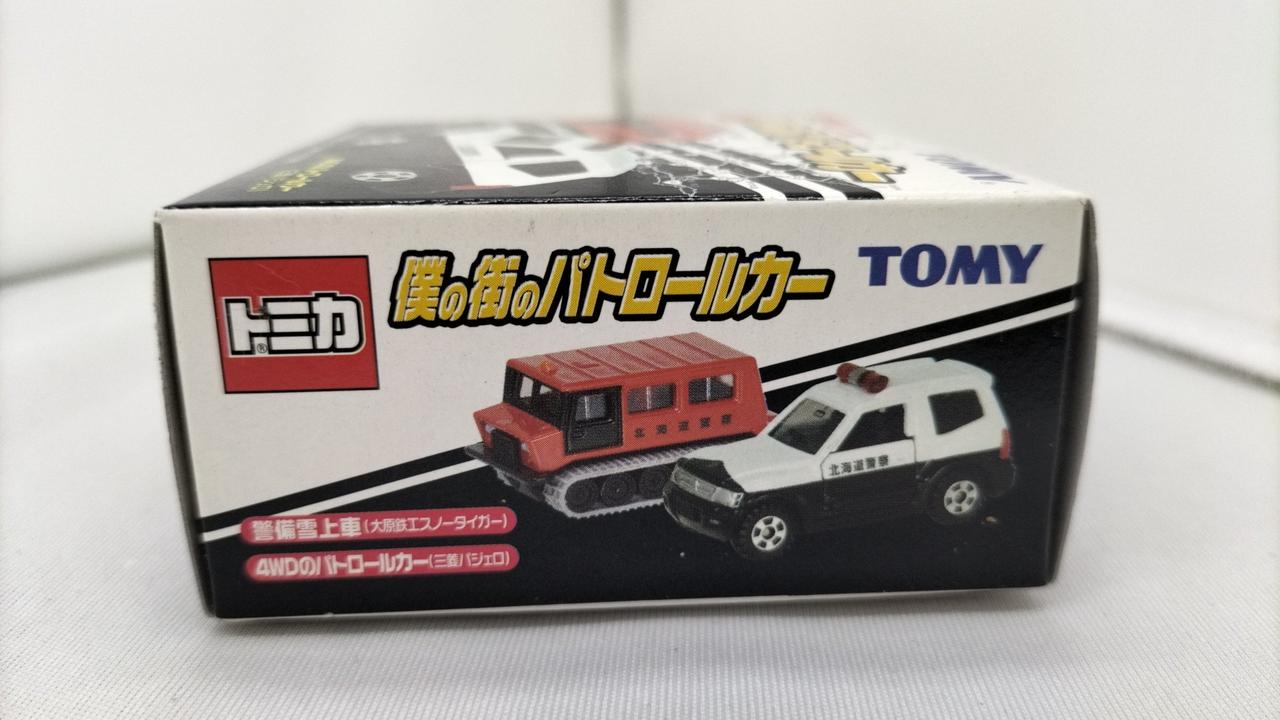 トミカ®
僕の街のパトロールカー
TOMY
北海道警察
北海道警察
警備雪上車(大原鉄工スノータイガー)
4WDのパトロールカー(三菱パジェロ)
TOMY